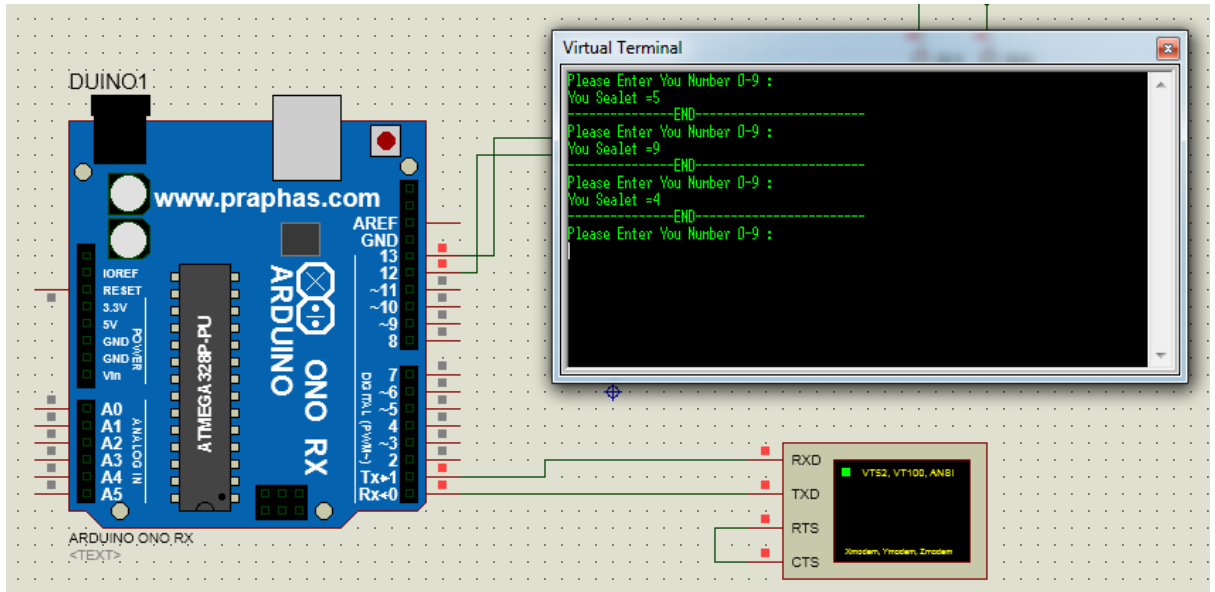 DUINO1
www.praphas.com
AREF
GND
13
12
~11
~10
~9
8
7
~6
~5
4
~3
2
Tx►1
Rx◄0
DIGITAL (PWM~)
IOREF
RESET
3.3V
5V
GND
GND
Vin
POWER
A0
A1
A2
A3
A4
A5
ANALOG IN
ATMEGA328P-PU
ARDUINO
ONO RX
ARDUINO ONO RX
<TEXT>
Virtual Terminal
Please Enter You Number 0-9 :
You Sealet =5
---------------END------------------------
Please Enter You Number 0-9 :
You Sealet =9
---------------END------------------------
Please Enter You Number 0-9 :
You Sealet =4
---------------END------------------------
Please Enter You Number 0-9 :
RXD
TXD
RTS
CTS
VT52, VT100, ANSI
Xmodem, Ymodem, Zmodem